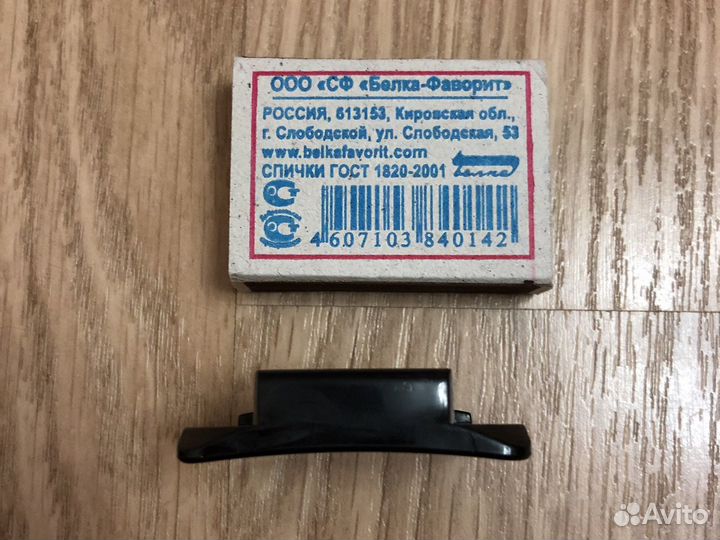 ООО «СФ «Белка-Фаворит»
РОССИЯ, 613153, Кировская обл.,
г. Слободской, ул. Слободская, 53
www.belkafavorit.com
СПИЧКИ ГОСТ 1820-2001 Белка
4 607103 840142
Avito